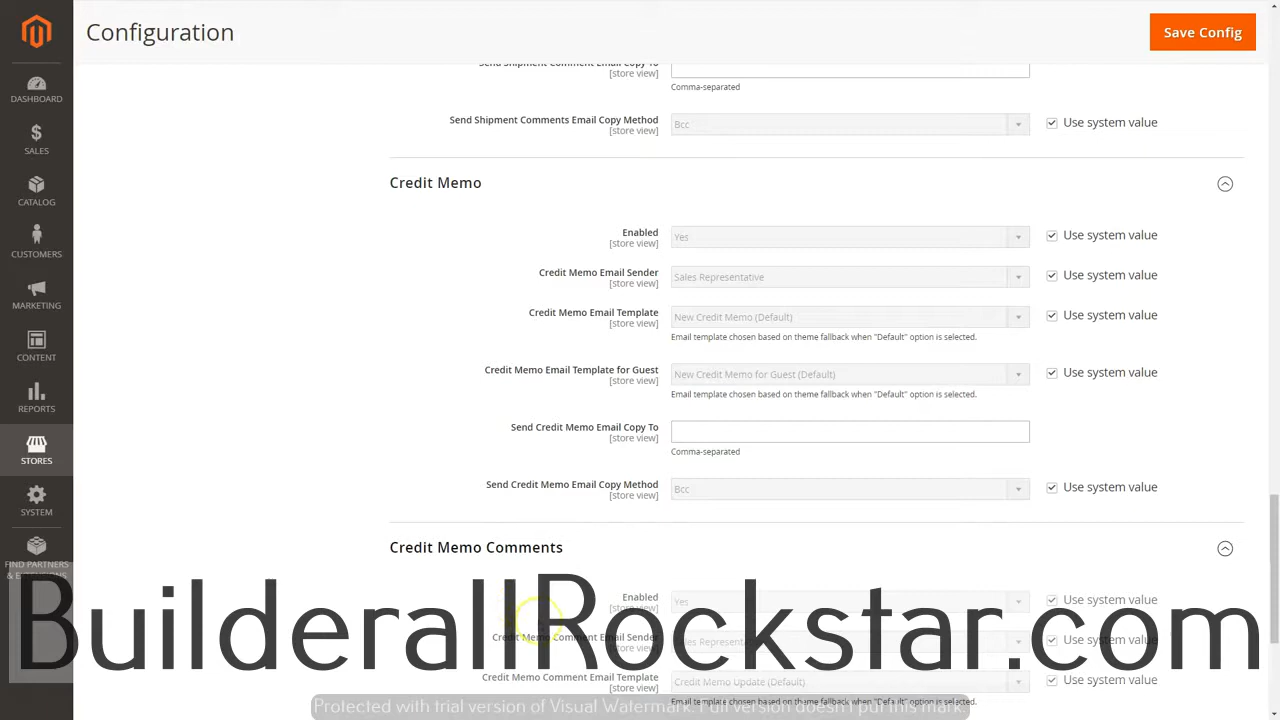 Configuration
Save Config
DASHBOARD
SALES
CATALOG
CUSTOMERS
MARKETING
CONTENT
REPORTS
STORES
SYSTEM
FIND PARTNERS
& EXTENSIONS
Send Shipment Comment Email Copy To
[store view]
Comma-separated
Send Shipment Comments Email Copy Method
[store view]
Bcc
Use system value
Credit Memo
Enabled
[store view]
Yes
Use system value
Credit Memo Email Sender
[store view]
Sales Representative
Use system value
Credit Memo Email Template
[store view]
New Credit Memo (Default)
Use system value
Email template chosen based on theme fallback when "Default" option is selected.
Credit Memo Email Template for Guest
[store view]
New Credit Memo for Guest (Default)
Use system value
Email template chosen based on theme fallback when "Default" option is selected.
Send Credit Memo Email Copy To
[store view]
Comma-separated
Send Credit Memo Email Copy Method
[store view]
Bcc
Use system value
Credit Memo Comments
Enabled
[store view]
Yes
Use system value
Credit Memo Comment Email Sender
[store view]
Sales Representative
Use system value
Credit Memo Comment Email Template
[store view]
Credit Memo Update (Default)
Use system value
Email template chosen based on theme fallback when "Default" option is selected.
BuilderallRockstar.com
Protected with trial version of Visual Watermark. Full version doesn't put this mark.